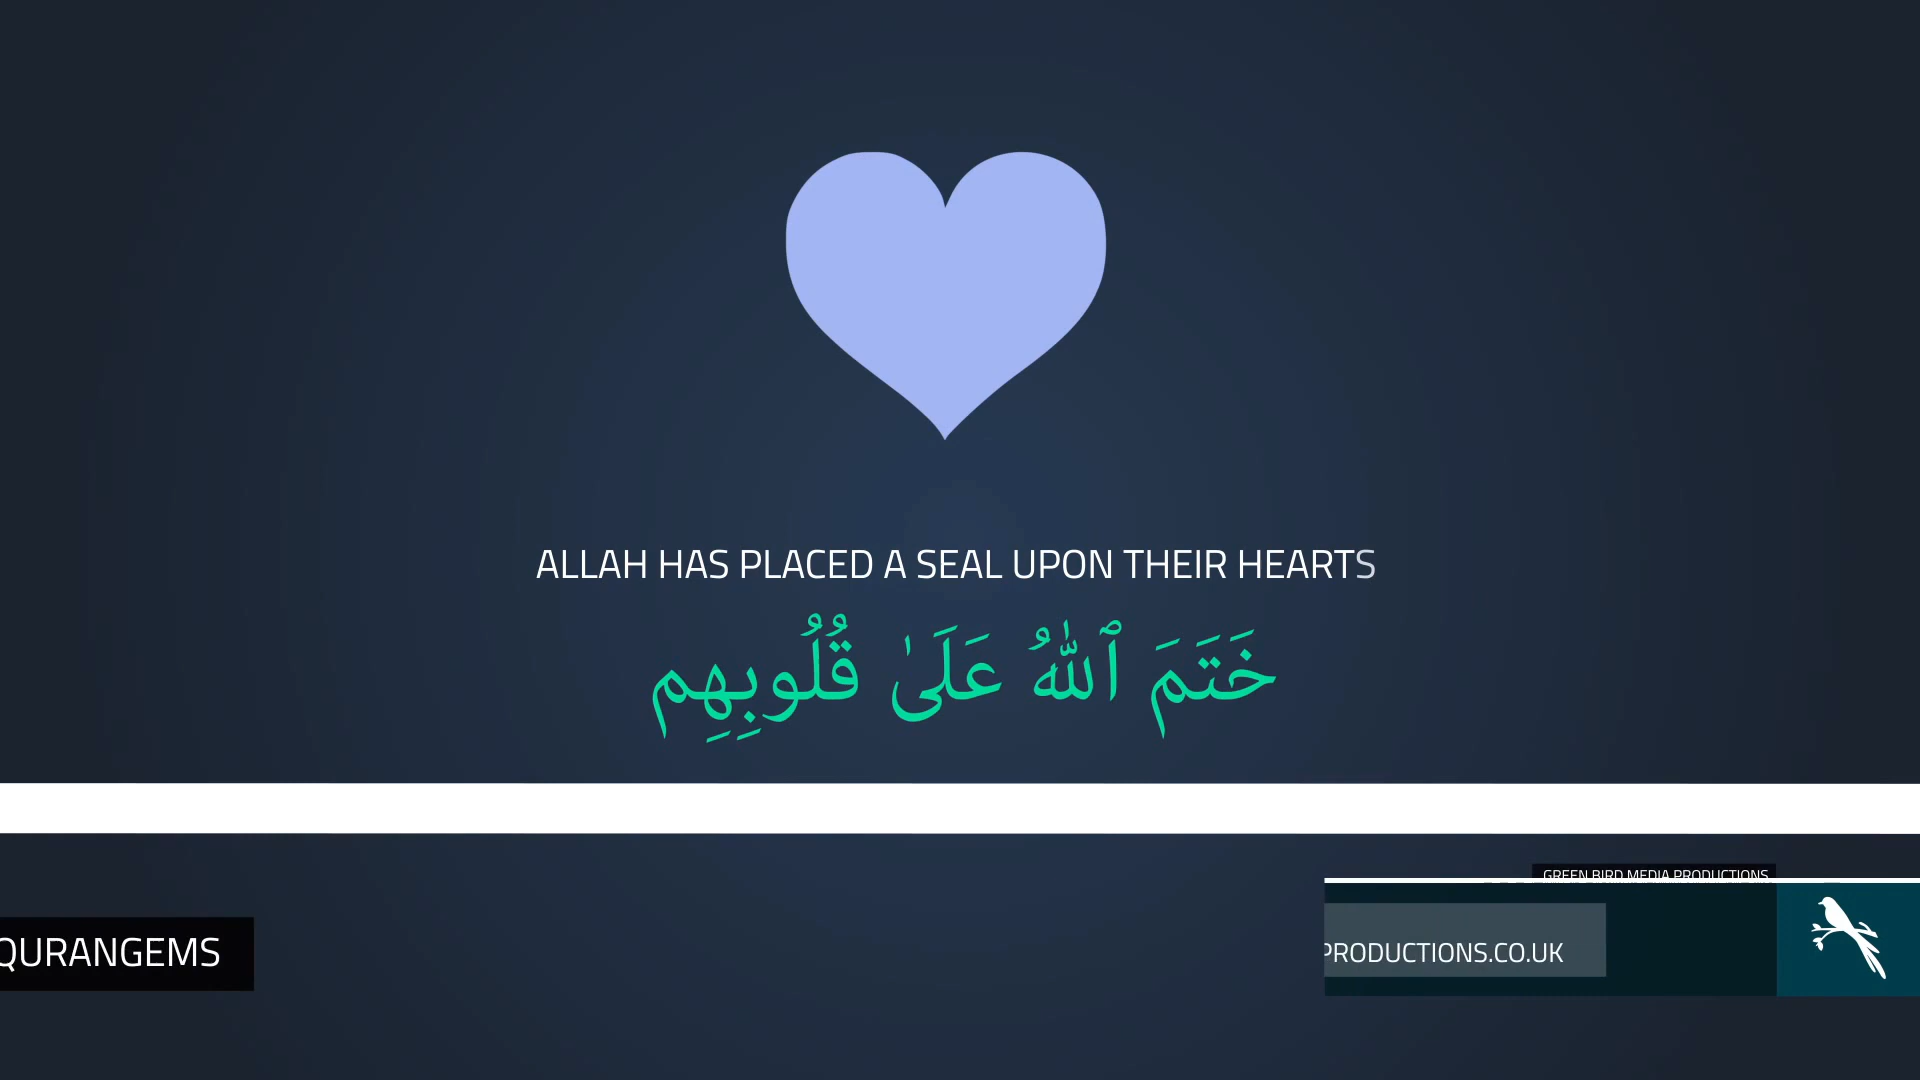 ALLAH HAS PLACED A SEAL UPON THEIR HEARTS
خَتَمَ ٱللَّهُ عَلَىٰ قُلُوبِهِم
GREEN BIRD MEDIA PRODUCTIONS
QURANGEMS
PRODUCTIONS.CO.UK